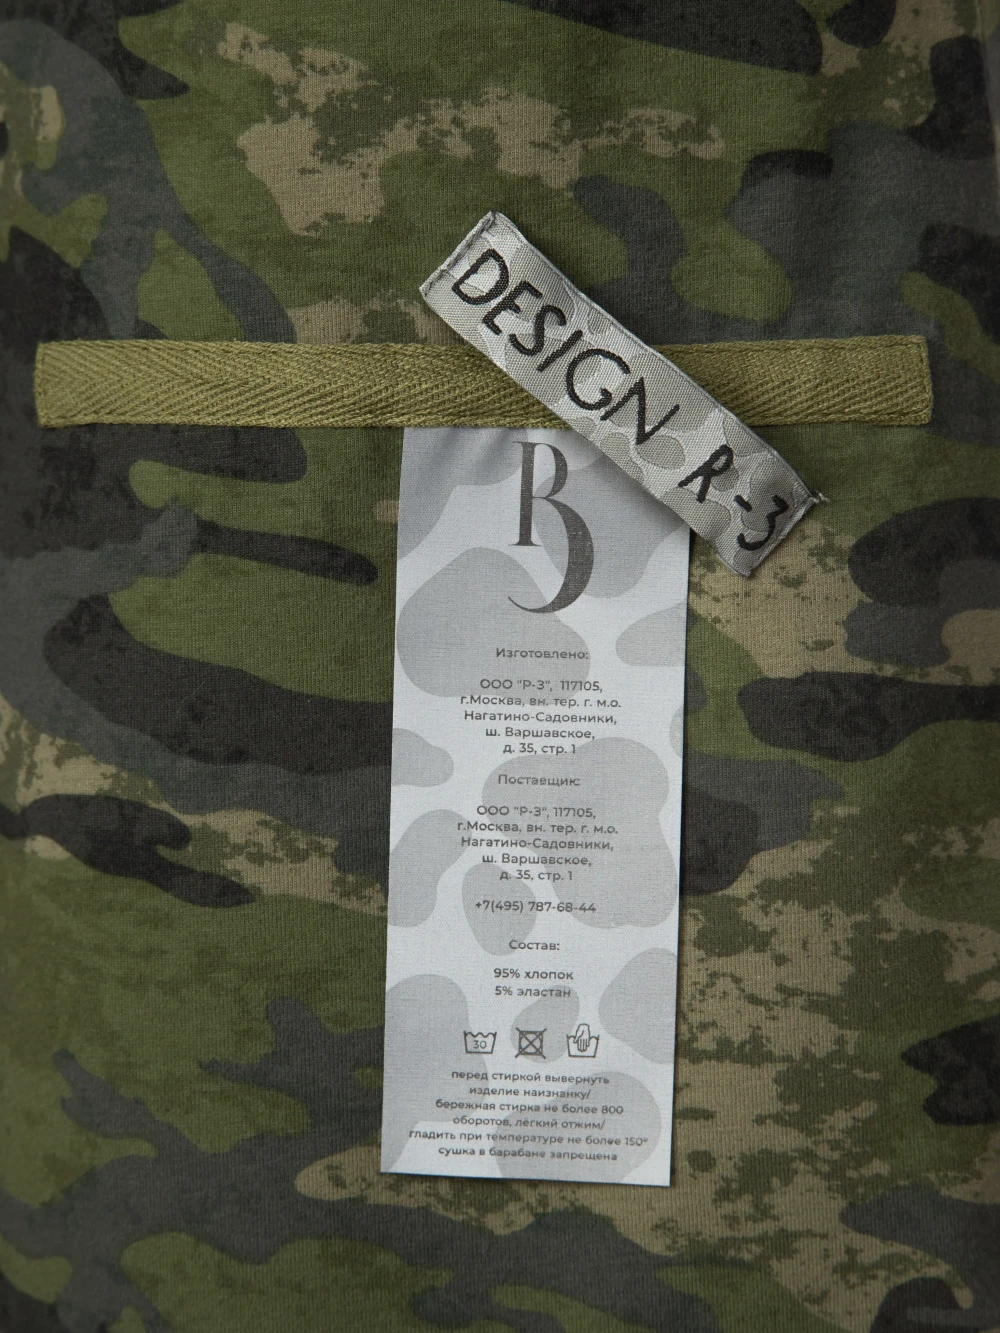 DESIGN R-3
Изготовлено:
ООО "Р-3", 117105,
г.Москва, вн. тер. г. м.о.
Нагатино-Садовники,
ш. Варшавское,
д. 35, стр. 1
Поставщик:
ООО "Р-3", 117105,
г.Москва, вн. тер. г. м.о.
Нагатино-Садовники,
ш. Варшавское,
д. 35, стр. 1
+7(495) 787-68-44
Состав:
95% хлопок
5% эластан
30
перед стиркой вывернуть
изделие наизнанку/
бережная стирка не более 800
оборотов, лёгкий отжим/
гладить при температуре не более 150°
сушка в барабане запрещена